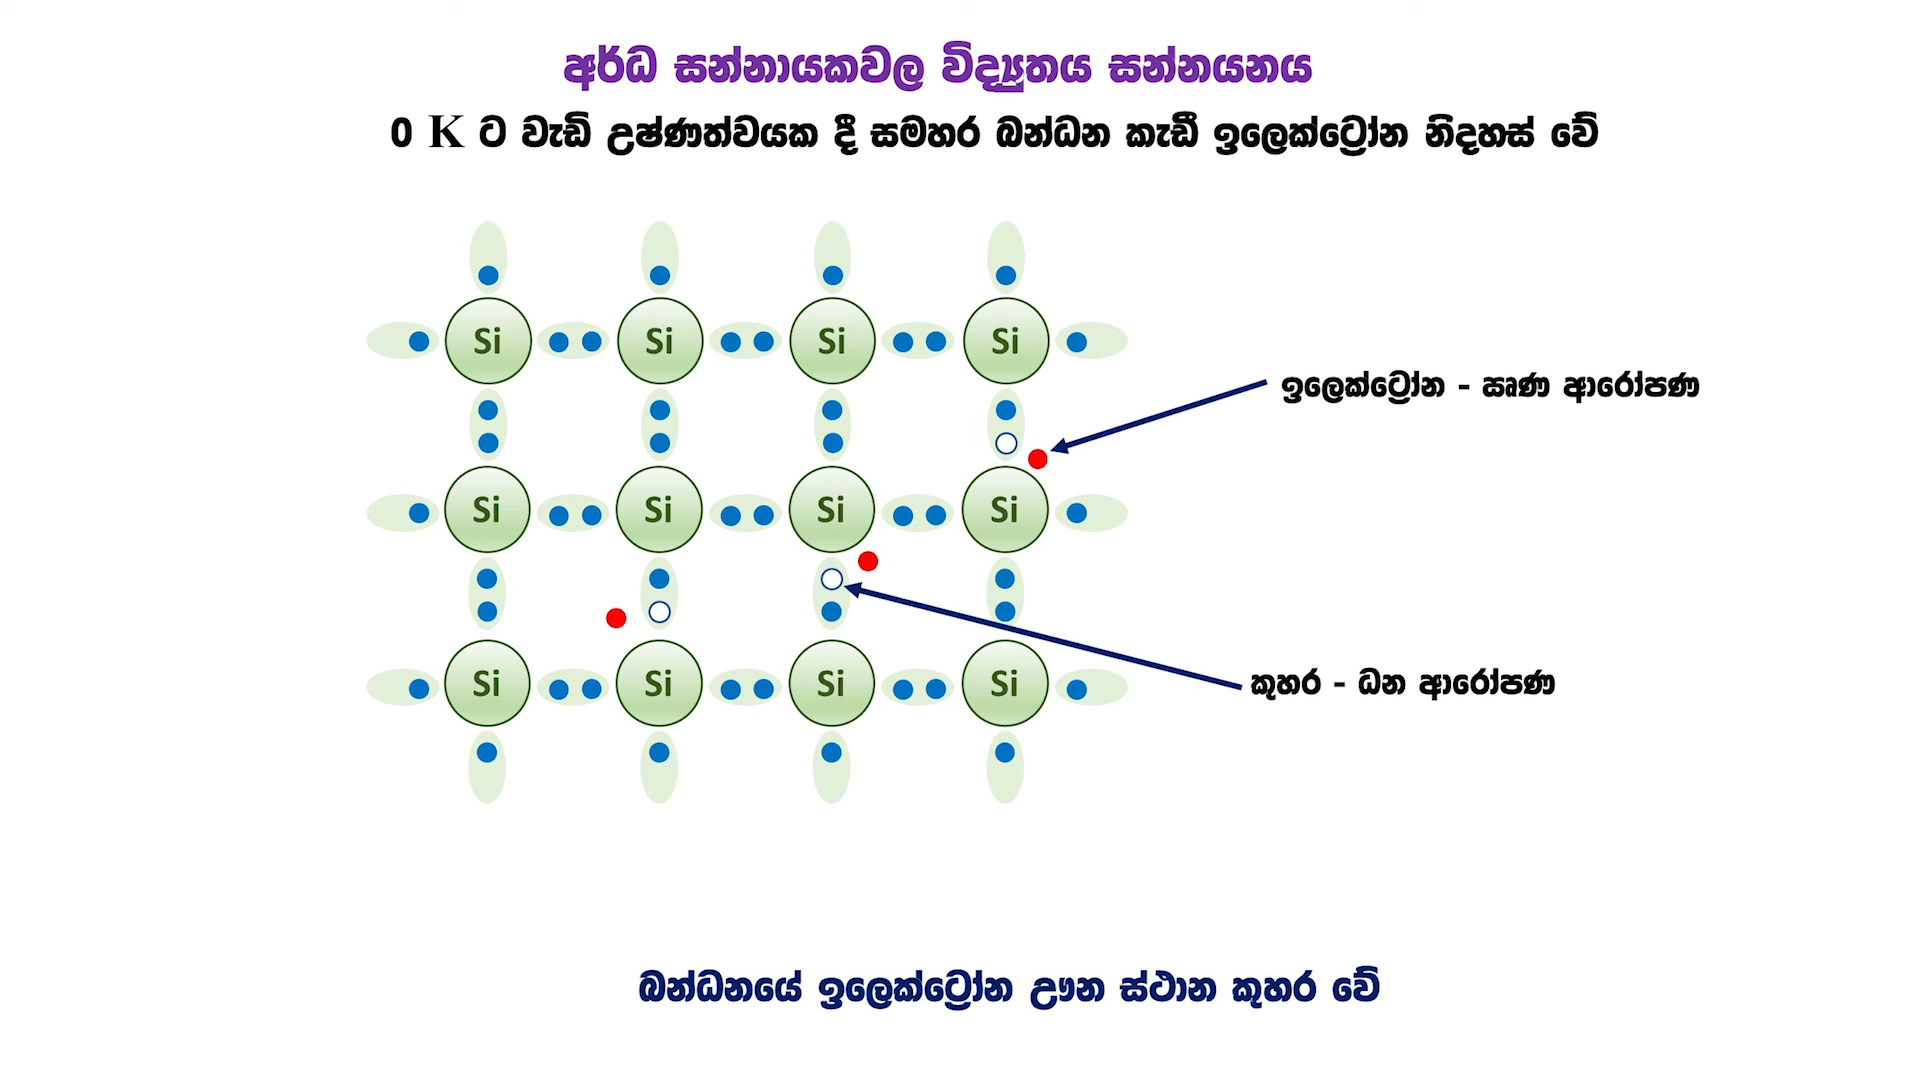 අර්ධ සන්නායකවල විද්‍යුතය සන්නයනය
0 K ට වැඩි උෂ්ණත්වයක දී සමහර බන්ධන කැඩී ඉලෙක්ට්‍රෝන නිදහස් වේ
Si Si Si Si
ඉලෙක්ට්‍රෝන - ඍණ ආරෝපණ
Si Si Si Si
Si Si Si Si
කුහර - ධන ආරෝපණ
බන්ධනයේ ඉලෙක්ට්‍රෝන ඌන ස්ථාන කුහර වේ